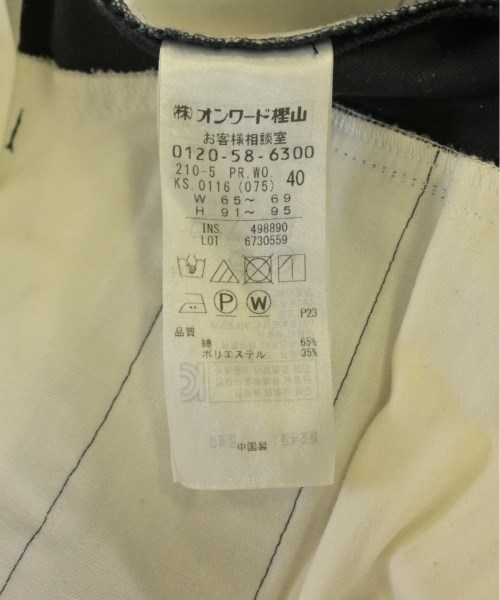 ㈱オンワード樫山
お客様相談室
0120-58-6300
210-5 PR.WO.
KS.0116(075) 40
W 65～ 69
H 91～ 95
INS. 498890
LOT 6730559
P
W
P23
品質
綿 65%
ポリエステル 35%
中国製